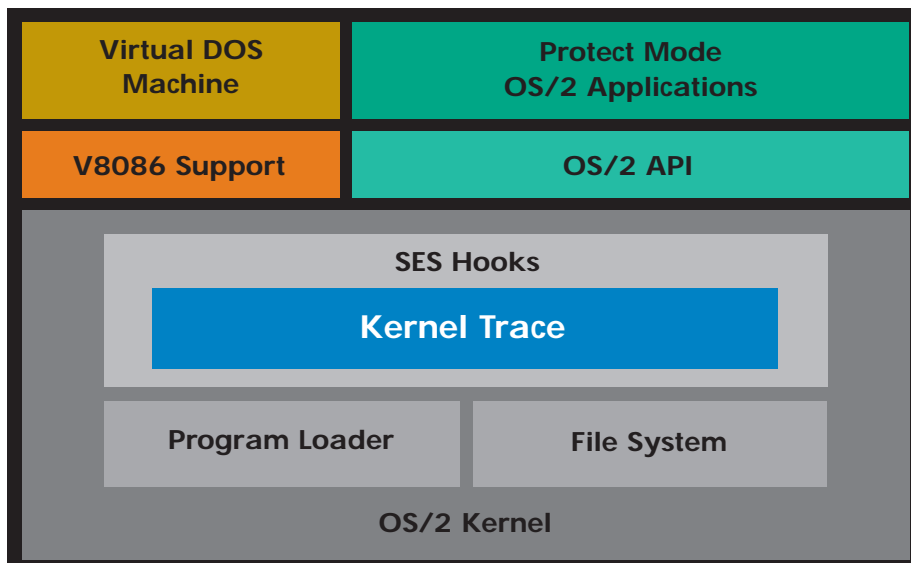 Virtual DOS
Machine
Protect Mode
OS/2 Applications
V8086 Support
OS/2 API
SES Hooks
Kernel Trace
Program Loader
File System
OS/2 Kernel